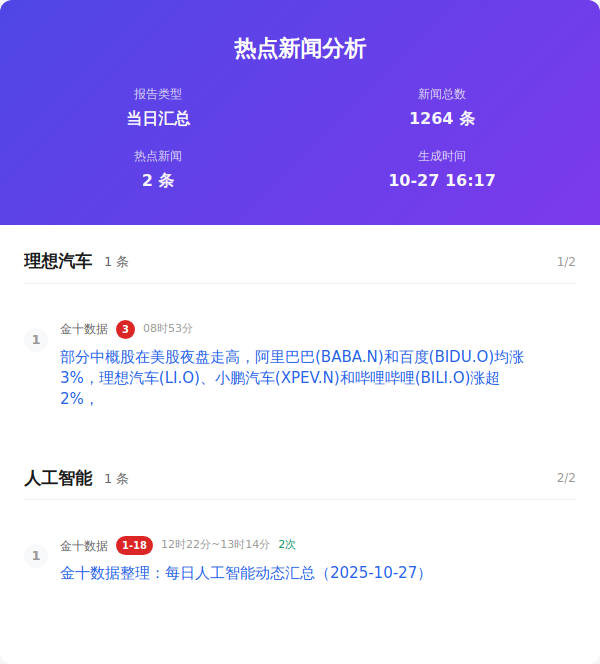 热点新闻分析
报告类型
新闻总数
当日汇总
1264 条
热点新闻
生成时间
2 条
10-27 16:17
理想汽车 1 条 1/2
1
金十数据 3 08时53分
部分中概股在美股夜盘走高，阿里巴巴(BABA.N)和百度(BIDU.O)均涨
3%，理想汽车(LI.O)、小鹏汽车(XPEV.N)和哔哩哔哩(BILI.O)涨超
2%，
人工智能 1 条 2/2
1
金十数据 1-18 12时22分~13时14分 2次
金十数据整理：每日人工智能动态汇总（2025-10-27）